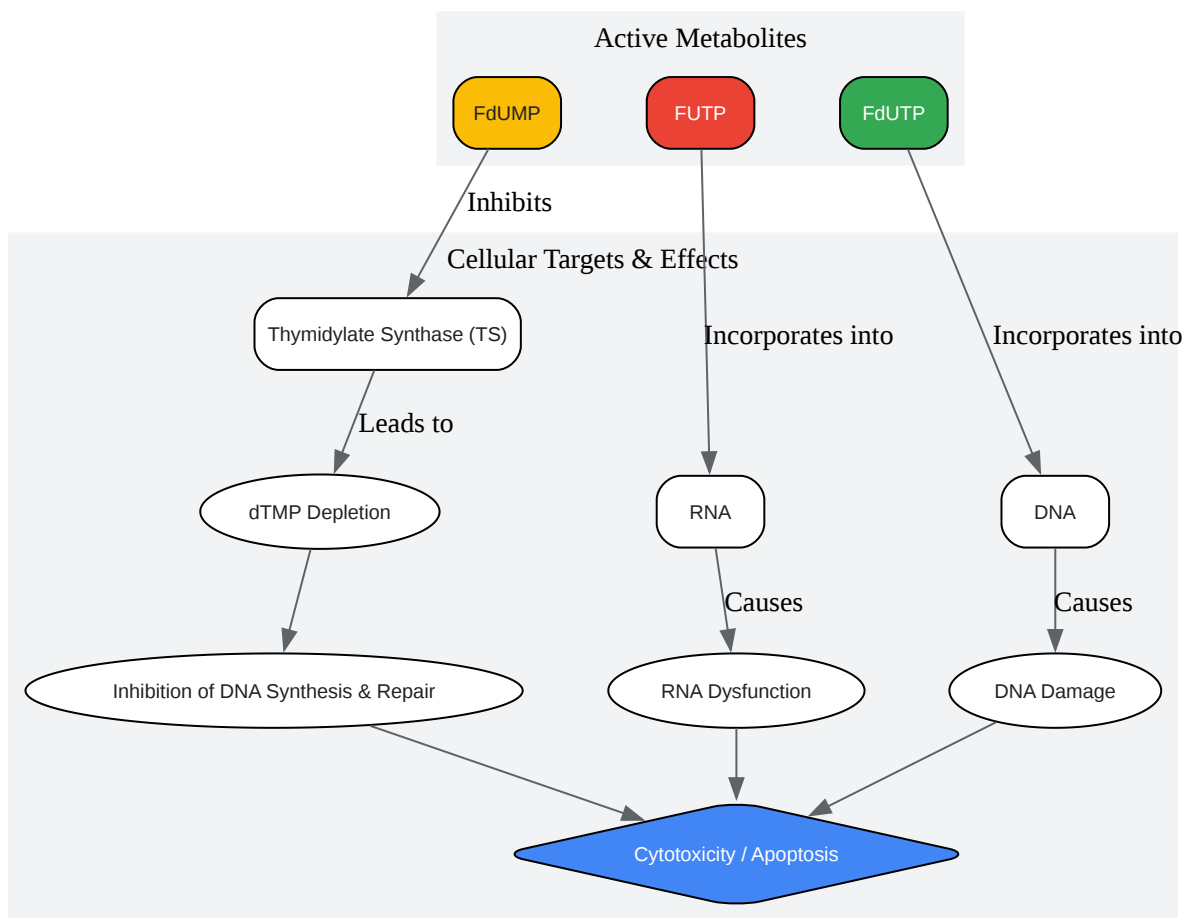 Active Metabolites
FdUMP
FUTP
FdUTP
Inhibits
Cellular Targets & Effects
Thymidylate Synthase (TS)
Incorporates into
Incorporates into
Leads to
dTMP Depletion
RNA
DNA
Causes
Causes
Inhibition of DNA Synthesis & Repair
RNA Dysfunction
DNA Damage
Cytotoxicity / Apoptosis